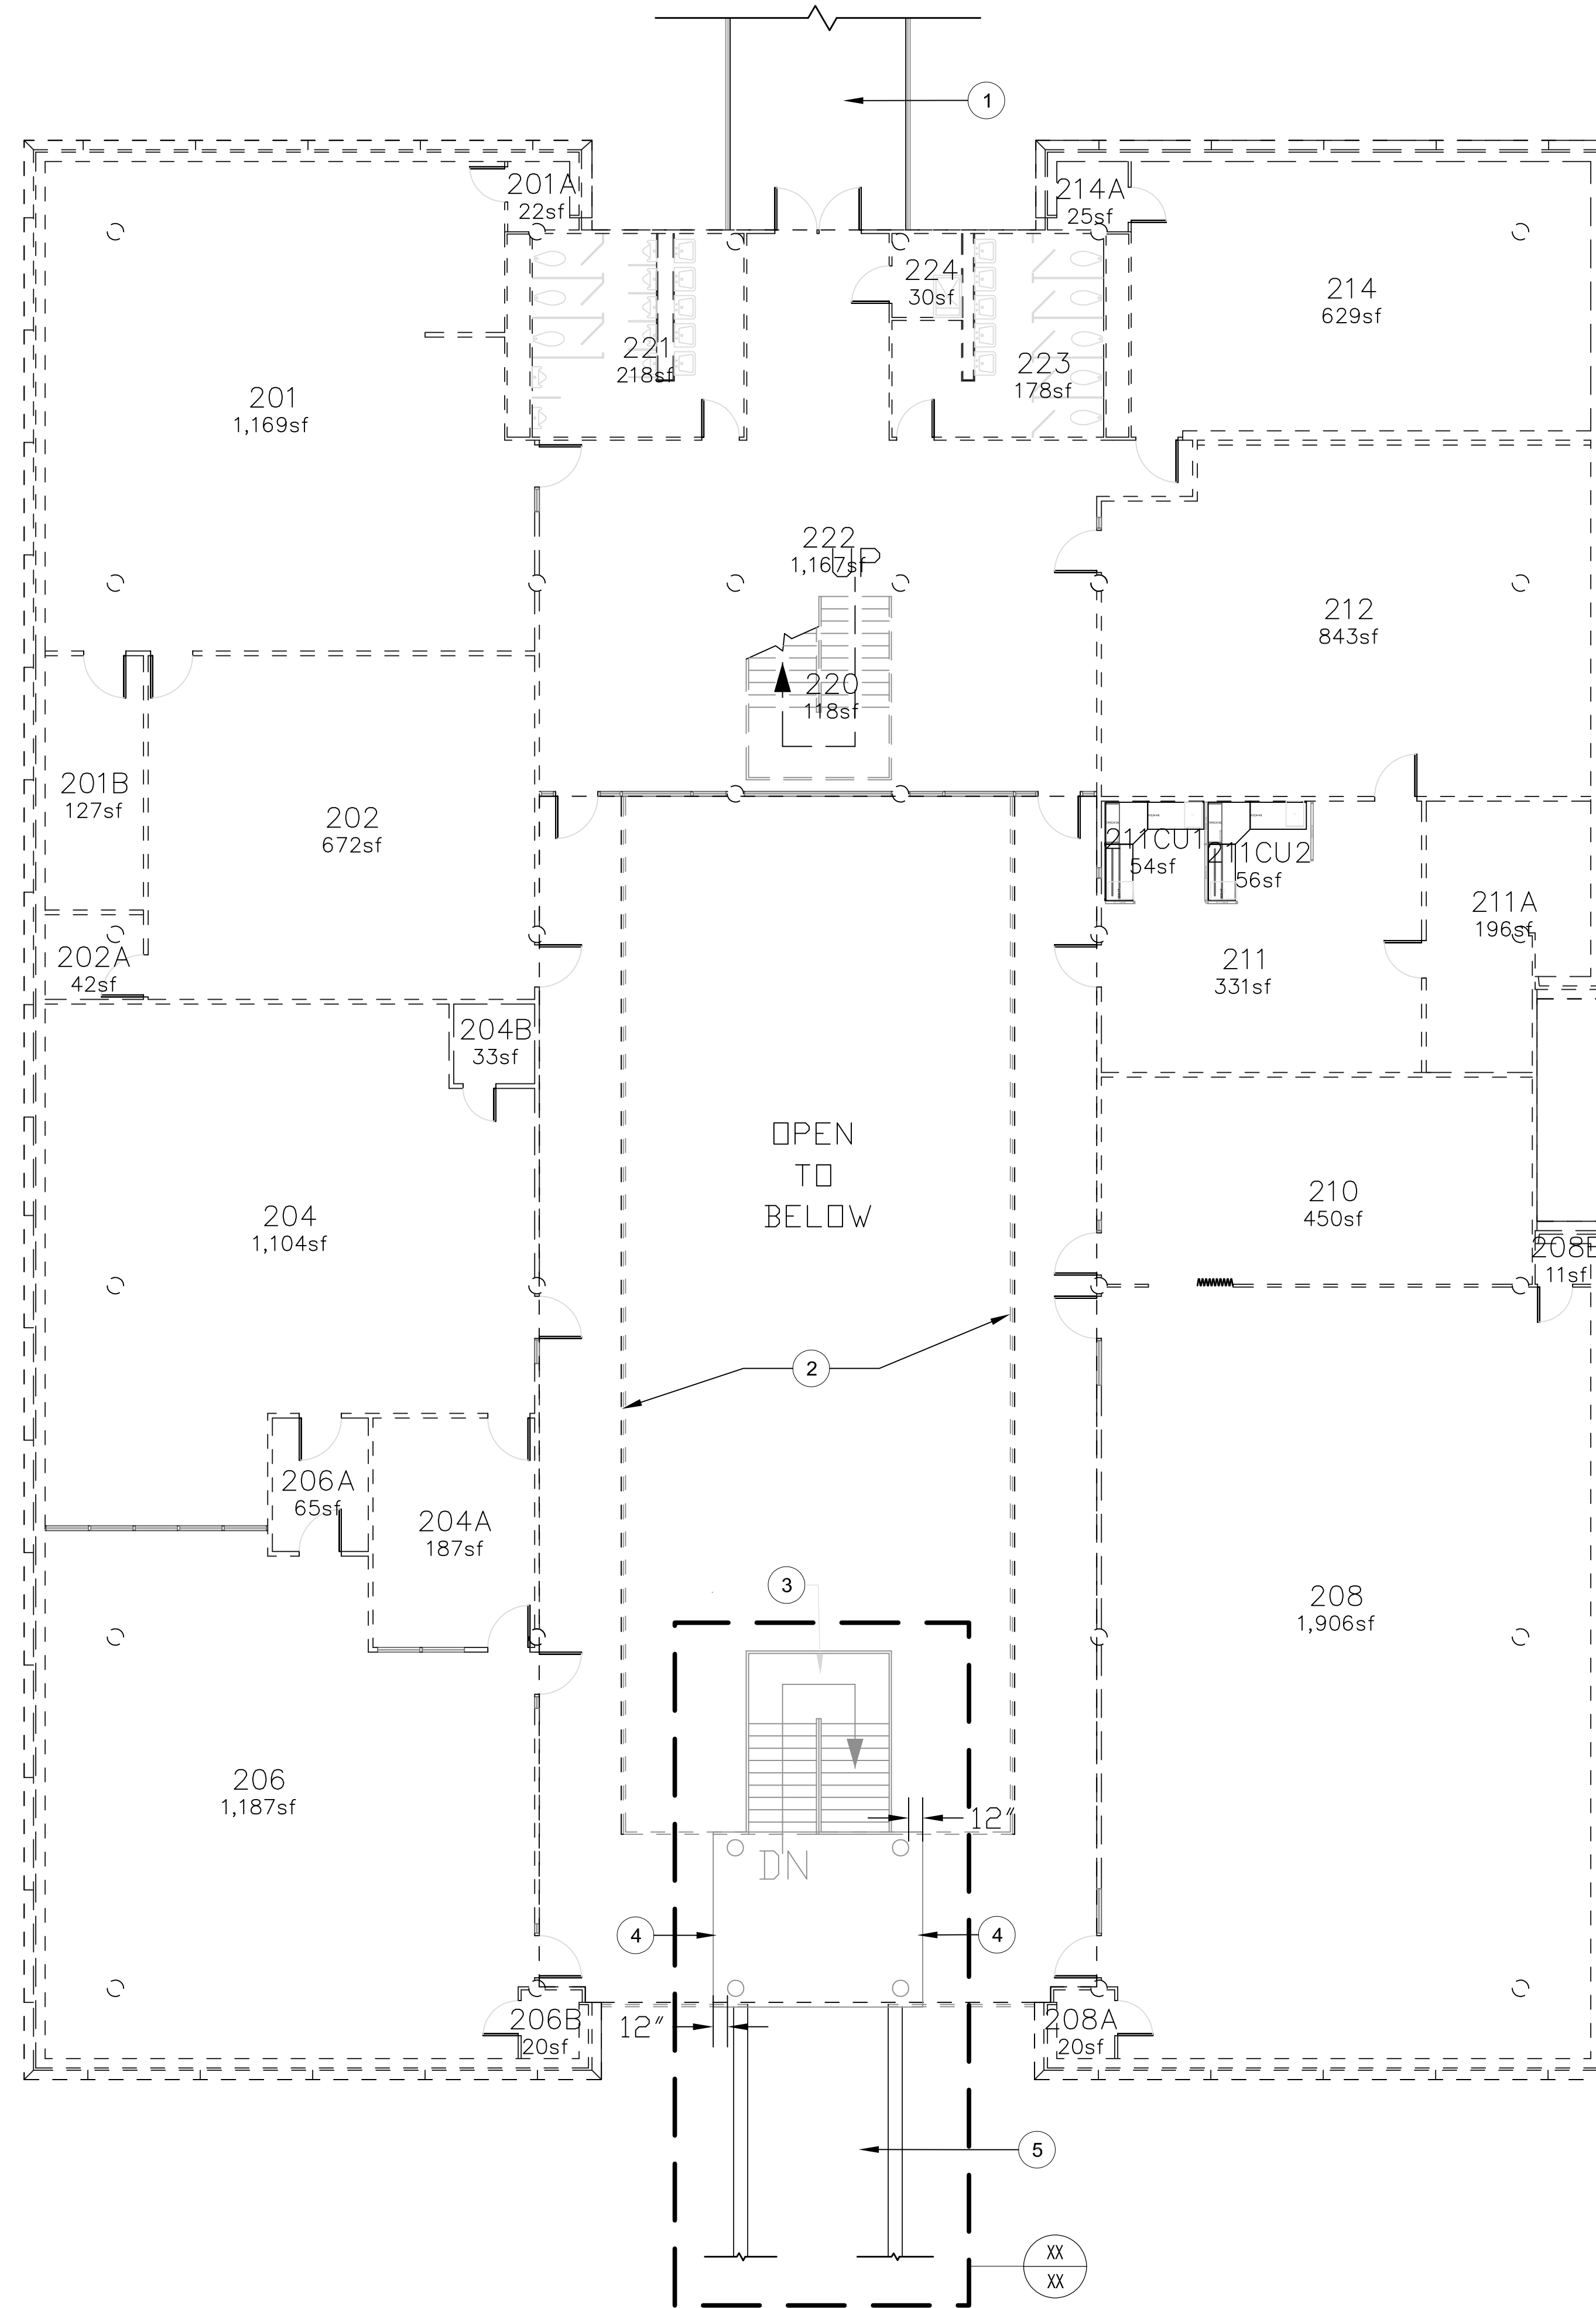 1
201A
22sf
214A
25sf
224
30sf
214
629sf
221
218sf
223
178sf
201
1,169sf
222
1,167sf
UP
212
843sf
220
118sf
201B
127sf
202
672sf
211CU1
54sf
211CU2
56sf
211A
196sf
202A
42sf
211
331sf
204B
33sf
OPEN
TO
BELOW
210
450sf
204
1,104sf
11sf
2
206A
65sf
204A
187sf
3
208
1,906sf
206
1,187sf
12"
DN
4
4
206B
20sf
12"
208A
20sf
5
XX
XX